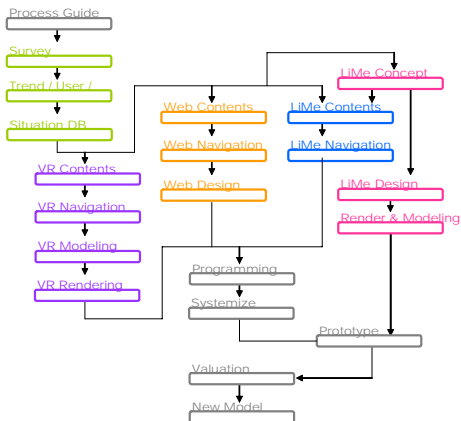 Process Guide
Survey
Trend / User /
Situation DB
VR Contents
VR Navigation
VR Modeling
VR Rendering
Web Contents
Web Navigation
Web Design
LiMe Contents
LiMe Navigation
LiMe Concept
LiMe Design
Render & Modeling
Programming
Systemize
Prototype
Valuation
New Model